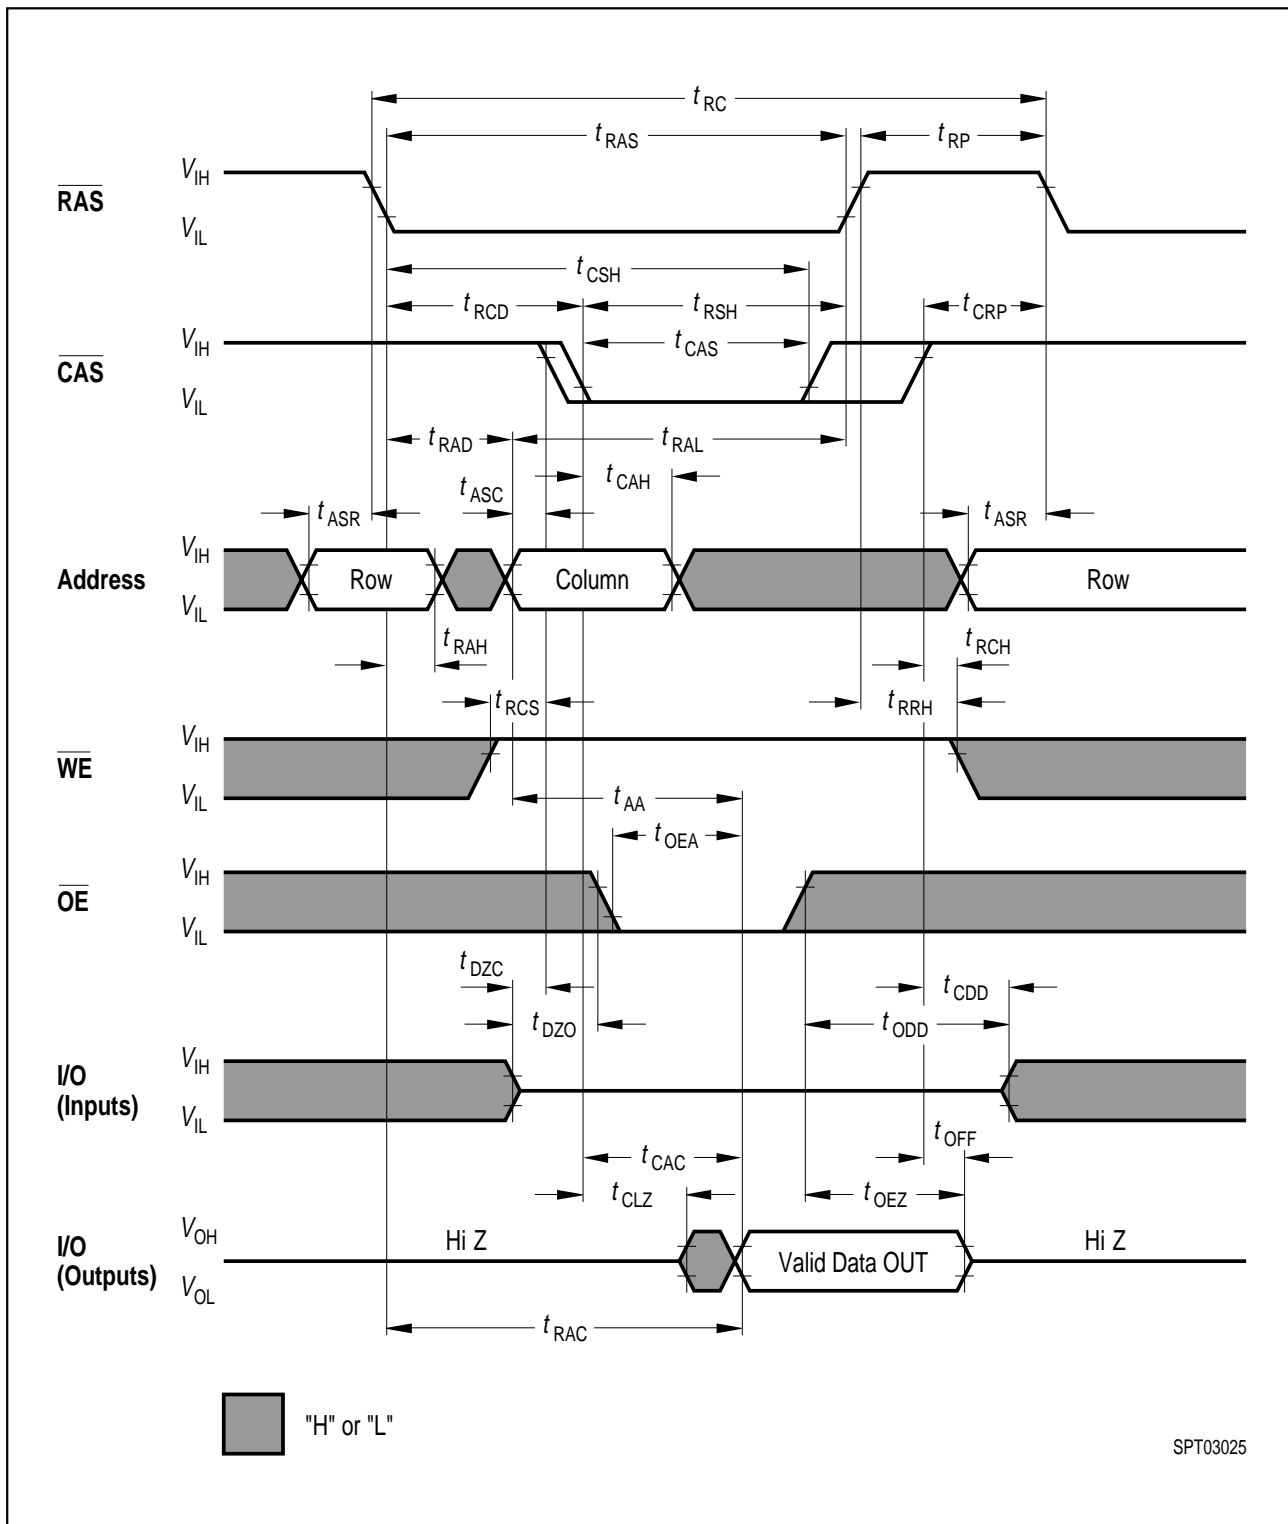 tRC
tRAS
tRP
RAS
VIH
VIL
tCSH
tRCD
tRSH
tCRP
CAS
VIH
VIL
tCAS
tRAD
tRAL
tASC
tCAH
tASR
tASR
Address
VIH
VIL
Row
Column
Row
tRAH
tRCH
tRCS
tRRH
WE
VIH
VIL
tAA
tOEA
OE
VIH
VIL
tDZC
tCDD
tDZO
tODD
I/O
(Inputs)
VIH
VIL
tOFF
tCAC
tCLZ
tOEZ
I/O
(Outputs)
VOH
VOL
Hi Z
Valid Data OUT
Hi Z
tRAC
"H" or "L"
SPT03025